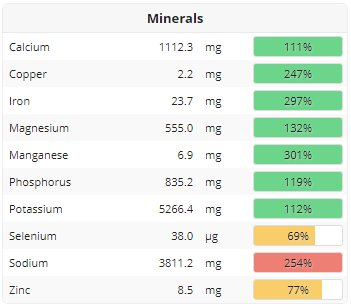 Minerals
Calcium 1112.3 mg 111%
Copper 2.2 mg 247%
Iron 23.7 mg 297%
Magnesium 555.0 mg 132%
Manganese 6.9 mg 301%
Phosphorus 835.2 mg 119%
Potassium 5266.4 mg 112%
Selenium 38.0 µg 69%
Sodium 3811.2 mg 254%
Zinc 8.5 mg 77%